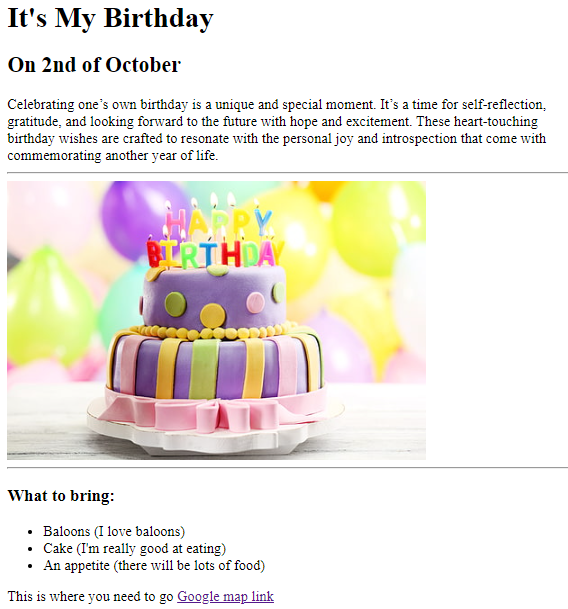 It's My Birthday
On 2nd of October
Celebrating one’s own birthday is a unique and special moment. It’s a time for self-reflection,
gratitude, and looking forward to the future with hope and excitement. These heart-touching
birthday wishes are crafted to resonate with the personal joy and introspection that come with
commemorating another year of life.
HAPPY
BIRTHDAY
What to bring:
Baloons (I love baloons)
Cake (I'm really good at eating)
An appetite (there will be lots of food)
This is where you need to go Google map link